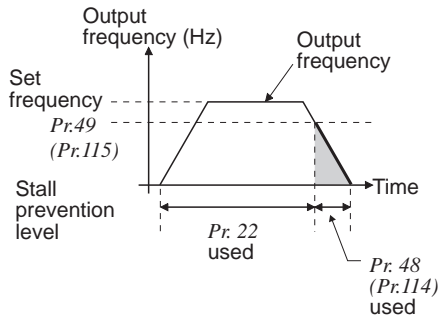 Output
frequency (Hz)
Output
frequency
Set
frequency
Pr.49
(Pr.115)
Stall
prevention
level
Time
Pr. 22
used
Pr. 48
(Pr.114)
used